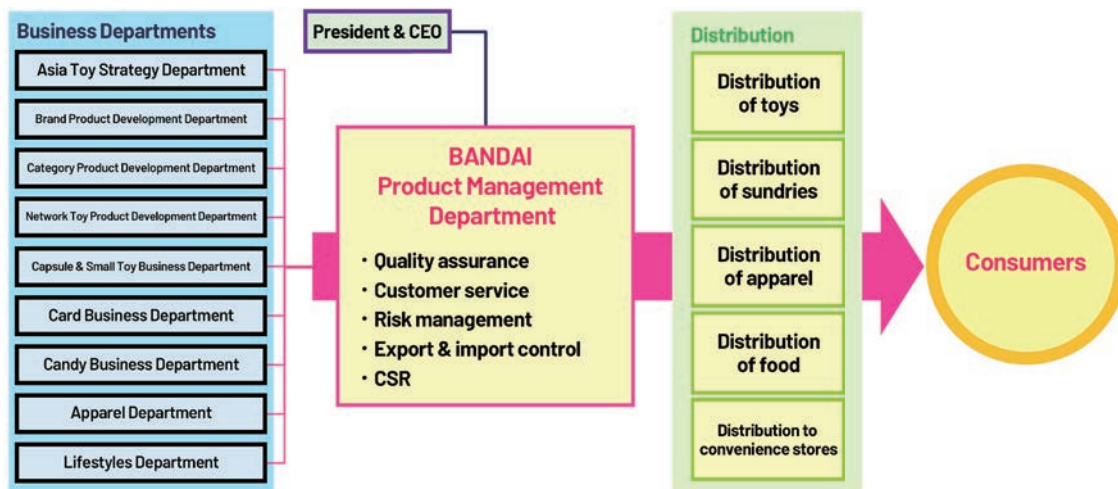 Business Departments
Asia Toy Strategy Department
Brand Product Development Department
Category Product Development Department
Network Toy Product Development Department
Capsule & Small Toy Business Department
Card Business Department
Candy Business Department
Apparel Department
Lifestyles Department
President & CEO
BANDAI
Product Management
Department
・Quality assurance
・Customer service
・Risk management
・Export & import control
・CSR
Distribution
Distribution
of toys
Distribution
of sundries
Distribution
of apparel
Distribution
of food
Distribution to
convenience stores
Consumers